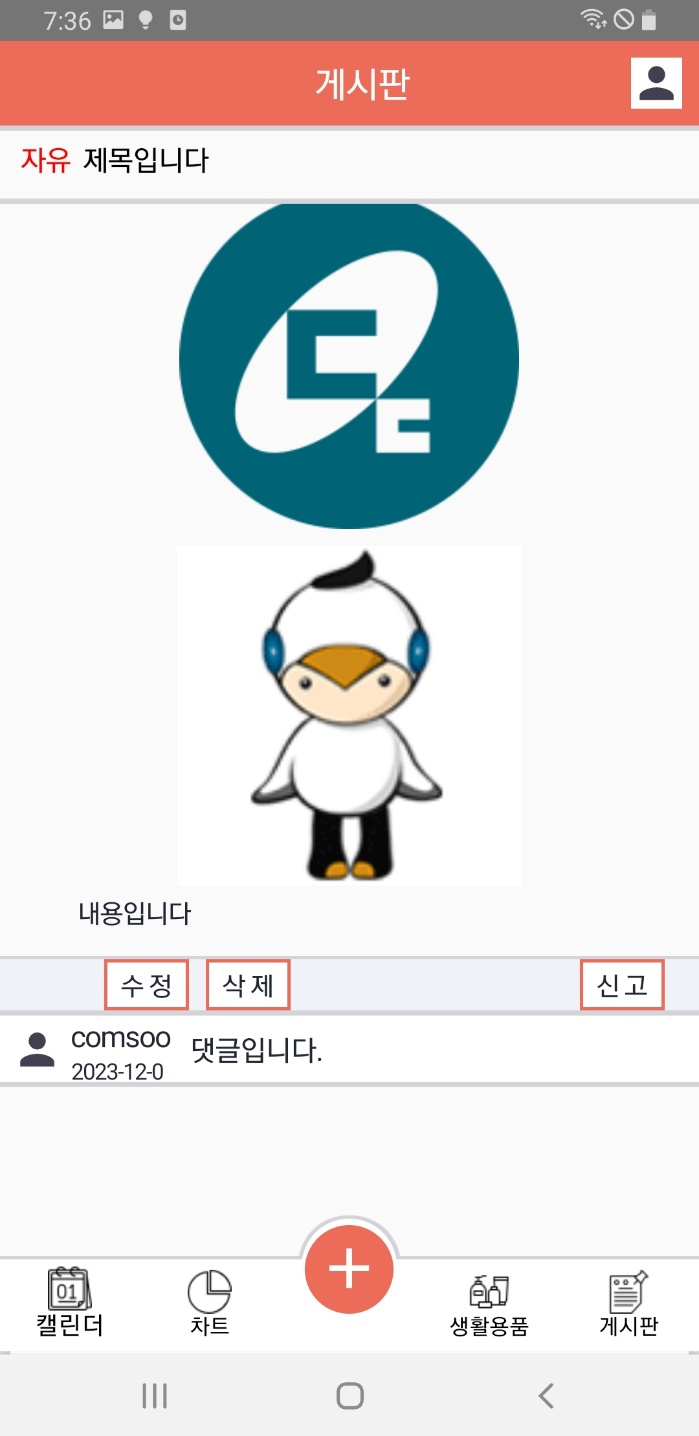 7:36
게시판
자유 제목입니다
내용입니다
수정 삭제 신고
comsoo
댓글입니다.
2023-12-0
01
캘린더 차트 생활용품 게시판